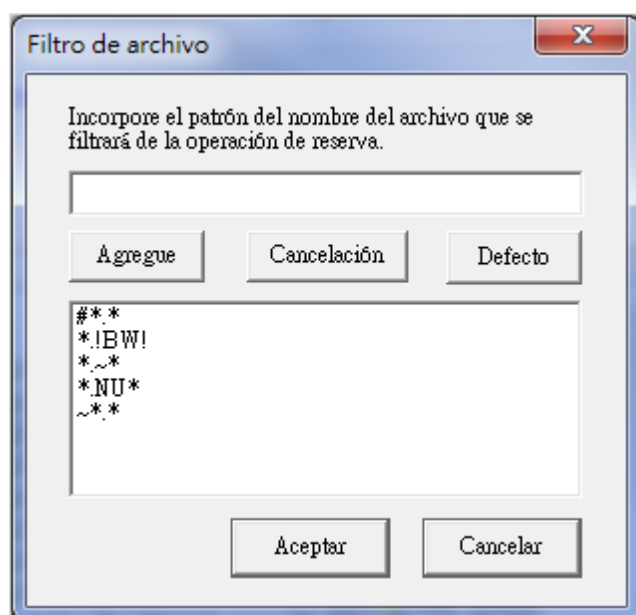 Filtro de archivo
Incorpore el patrón del nombre del archivo que se
filtrará de la operación de reserva.
Agregue Cancelación Defecto
#*.*
*.!BW!
*.~*
*.NU*
~*.*
Aceptar Cancelar